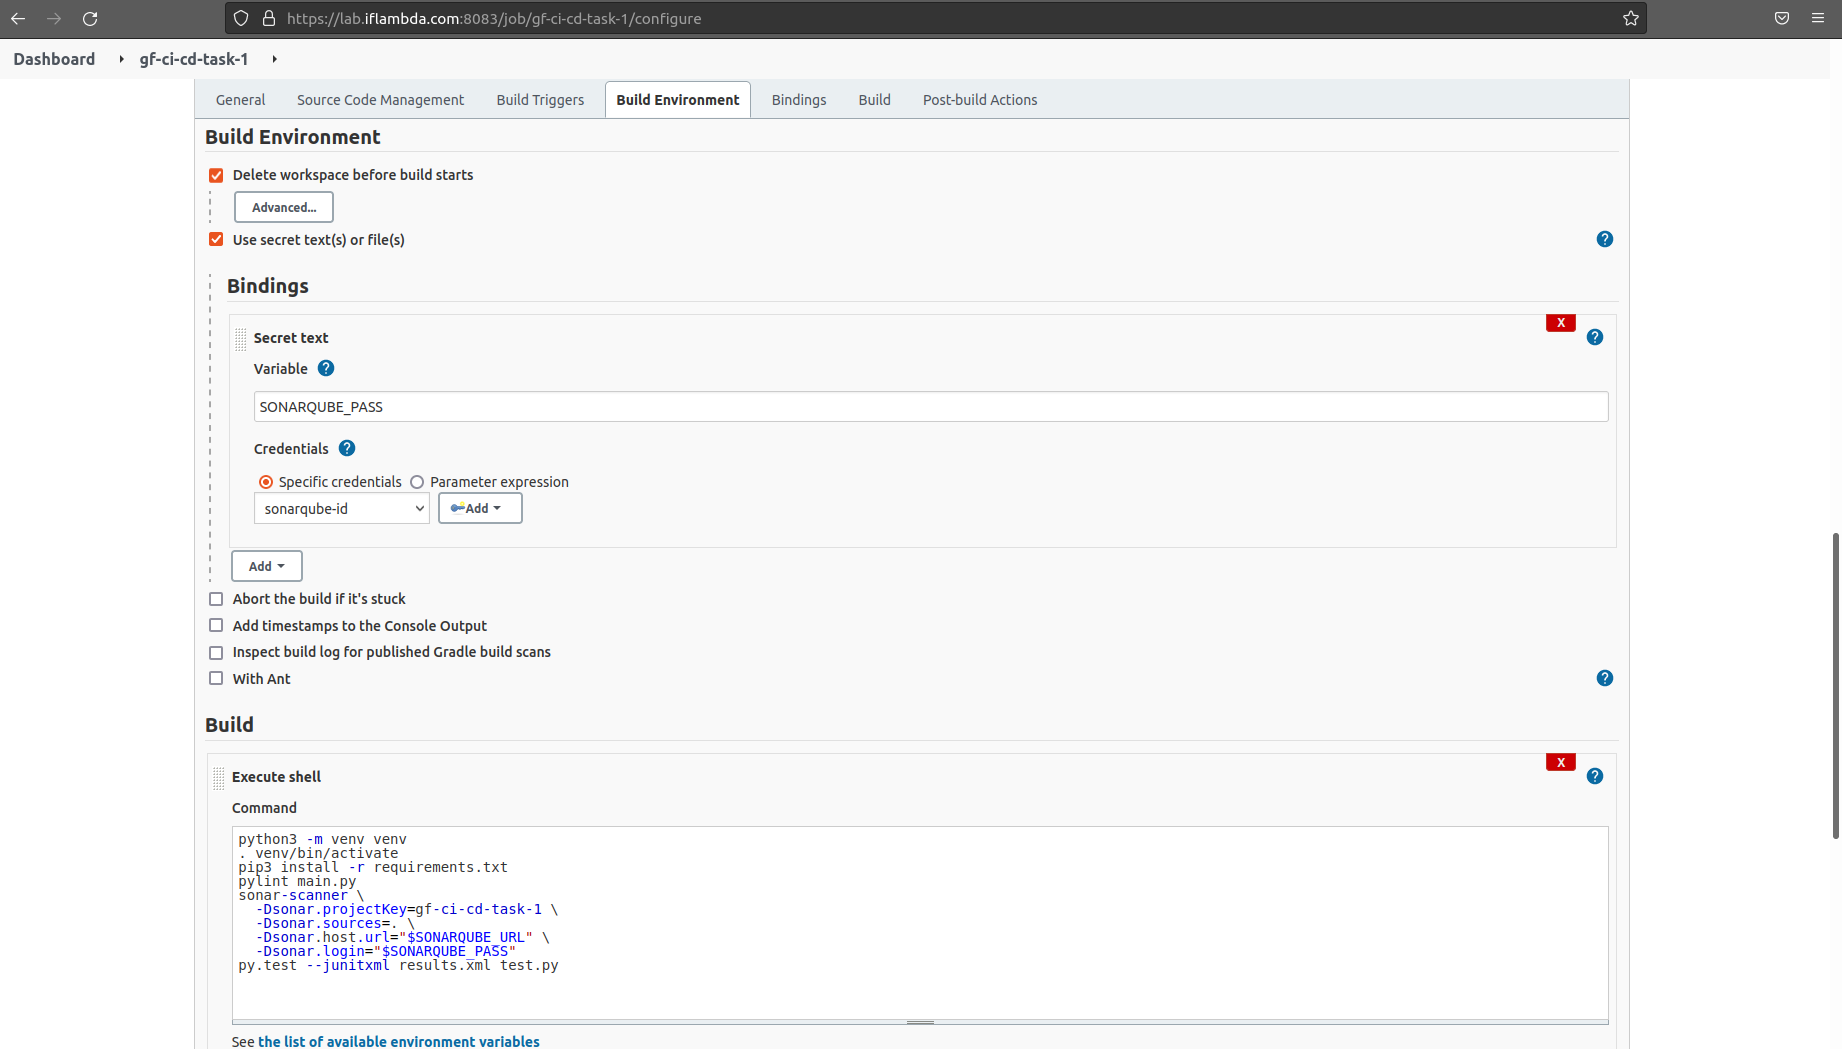 https://lab.iflambda.com:8083/job/gf-ci-cd-task-1/configure
Dashboard gf-ci-cd-task-1
General Source Code Management Build Triggers Build Environment Bindings Build Post-build Actions
Build Environment
Delete workspace before build starts
Advanced...
Use secret text(s) or file(s)
?
Bindings
X
Secret text
?
Variable ?
SONARQUBE_PASS
Credentials ?
Specific credentials Parameter expression
sonarqube-id Add
Add
Abort the build if it's stuck
Add timestamps to the Console Output
Inspect build log for published Gradle build scans
With Ant
?
Build
X
Execute shell
?
Command
python3 -m venv venv
. venv/bin/activate
pip3 install -r requirements.txt
pylint main.py
sonar-scanner \
-Dsonar.projectKey=gf-ci-cd-task-1 \
-Dsonar.sources=. \
-Dsonar.host.url="$SONARQUBE_URL" \
-Dsonar.login="$SONARQUBE_PASS"
py.test --junitxml results.xml test.py
See the list of available environment variables